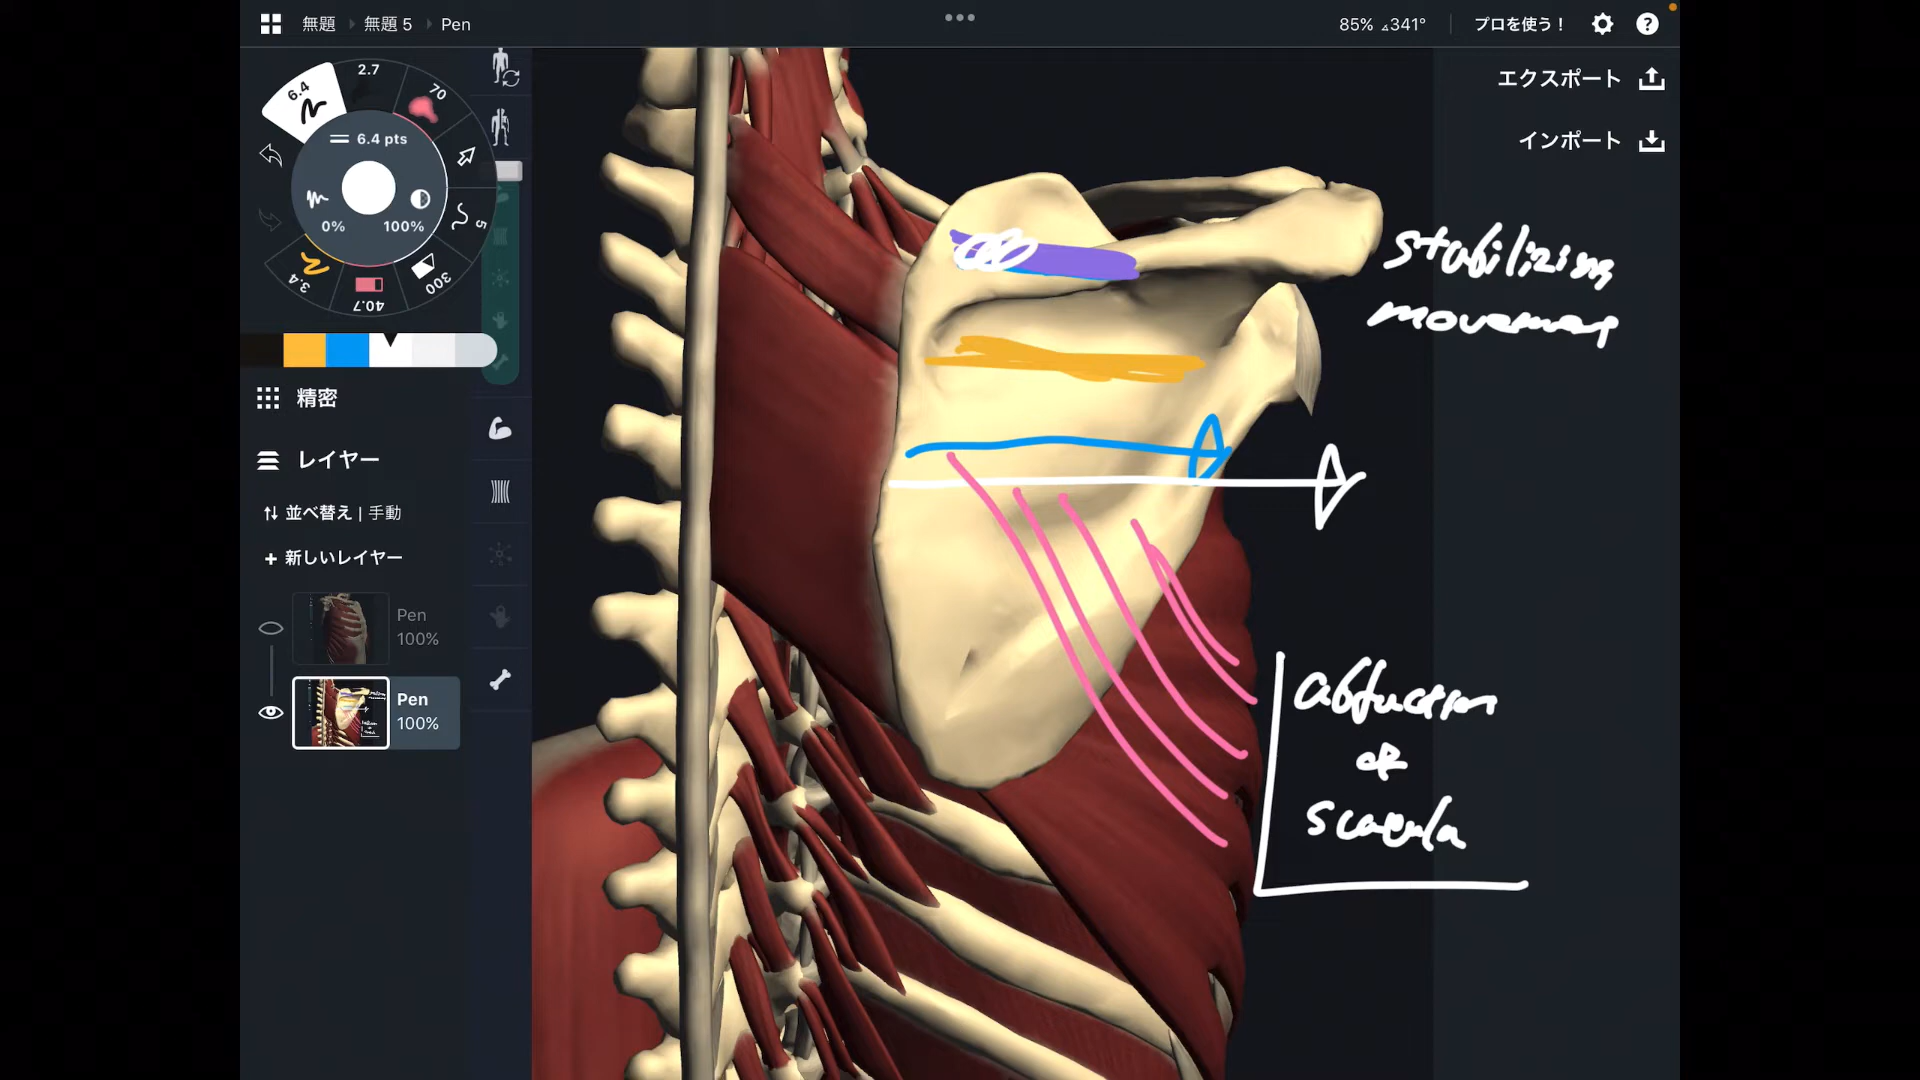 無題 無題 5 Pen
85% ⊿341°
プロを使う!
エクスポート
インポート
2.7
6.4
70
6.4 pts
0% 100%
5
300
40.7
3.4
精密
レイヤー
並べ替え | 手動
+ 新しいレイヤー
Pen
100%
Pen
100%
stabilizing
movement
abduction
of
scapula